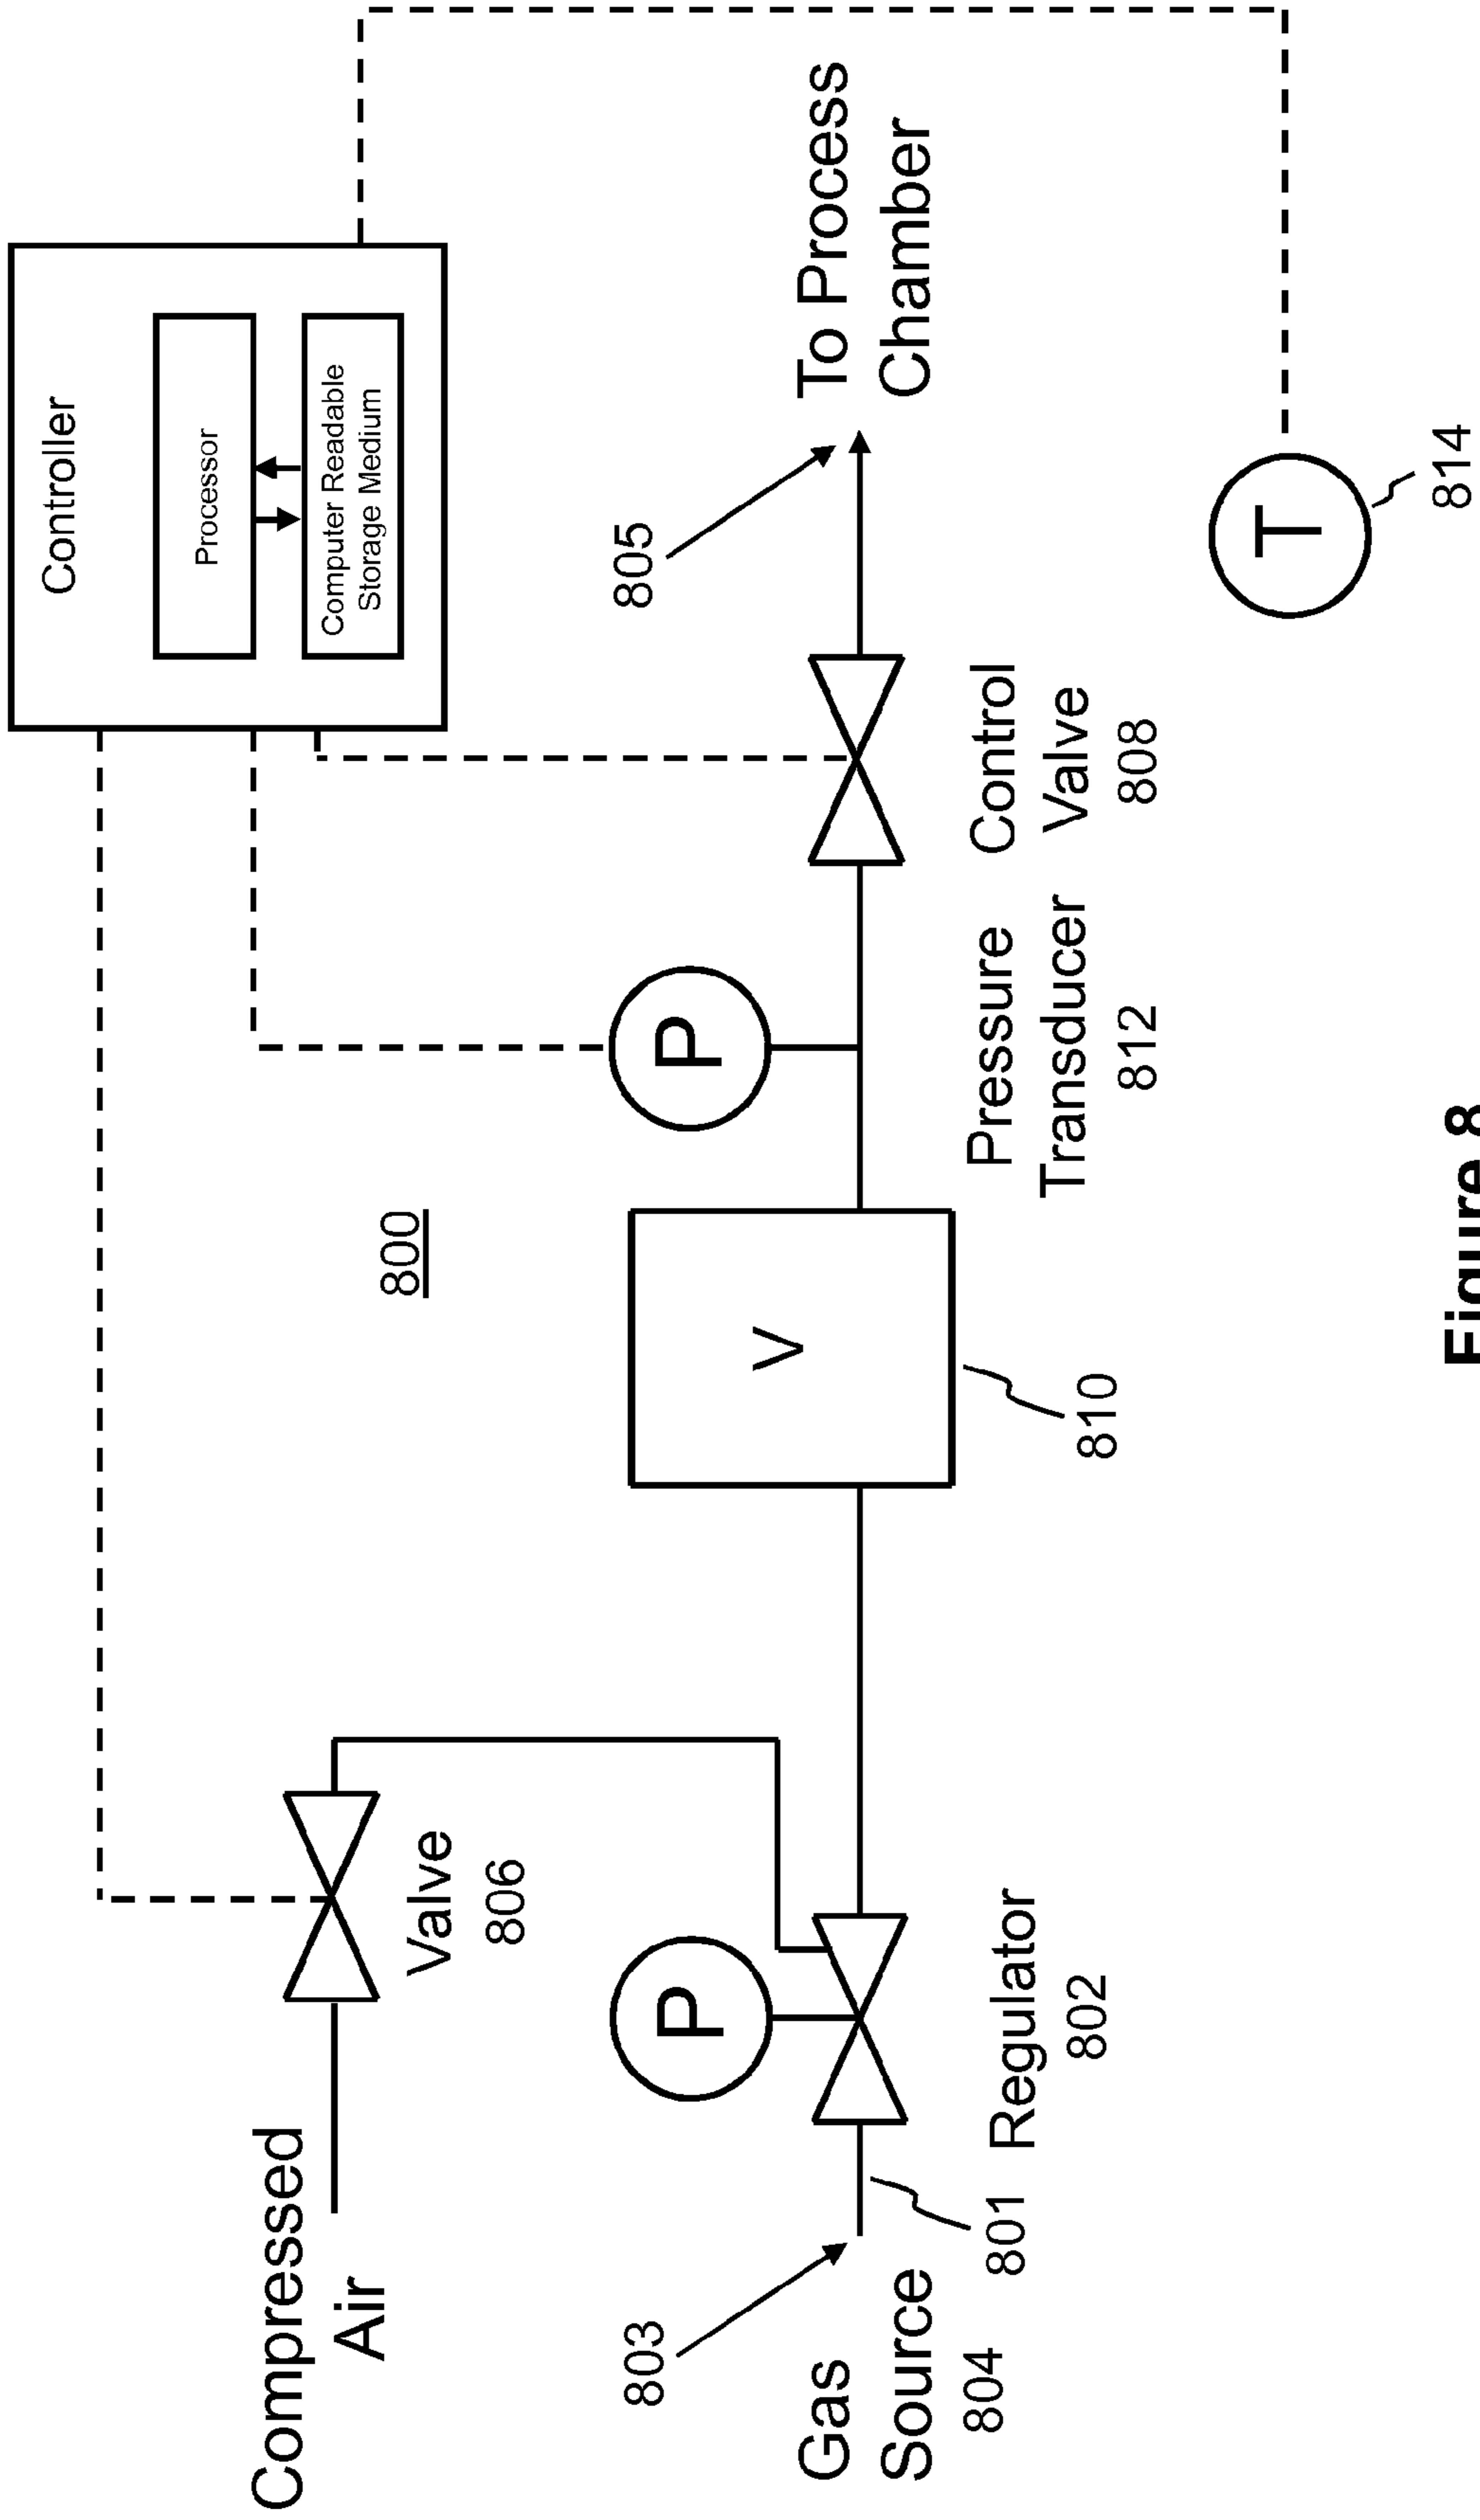 Controller
Processor
Computer Readable
Storage Medium
Compressed
Air
Valve
806
800
805
To Process
Chamber
P
P
V
803
Gas
Source
804
801
Regulator
802
810
Pressure
Transducer
812
Control
Valve
808
T
814
Figure 8